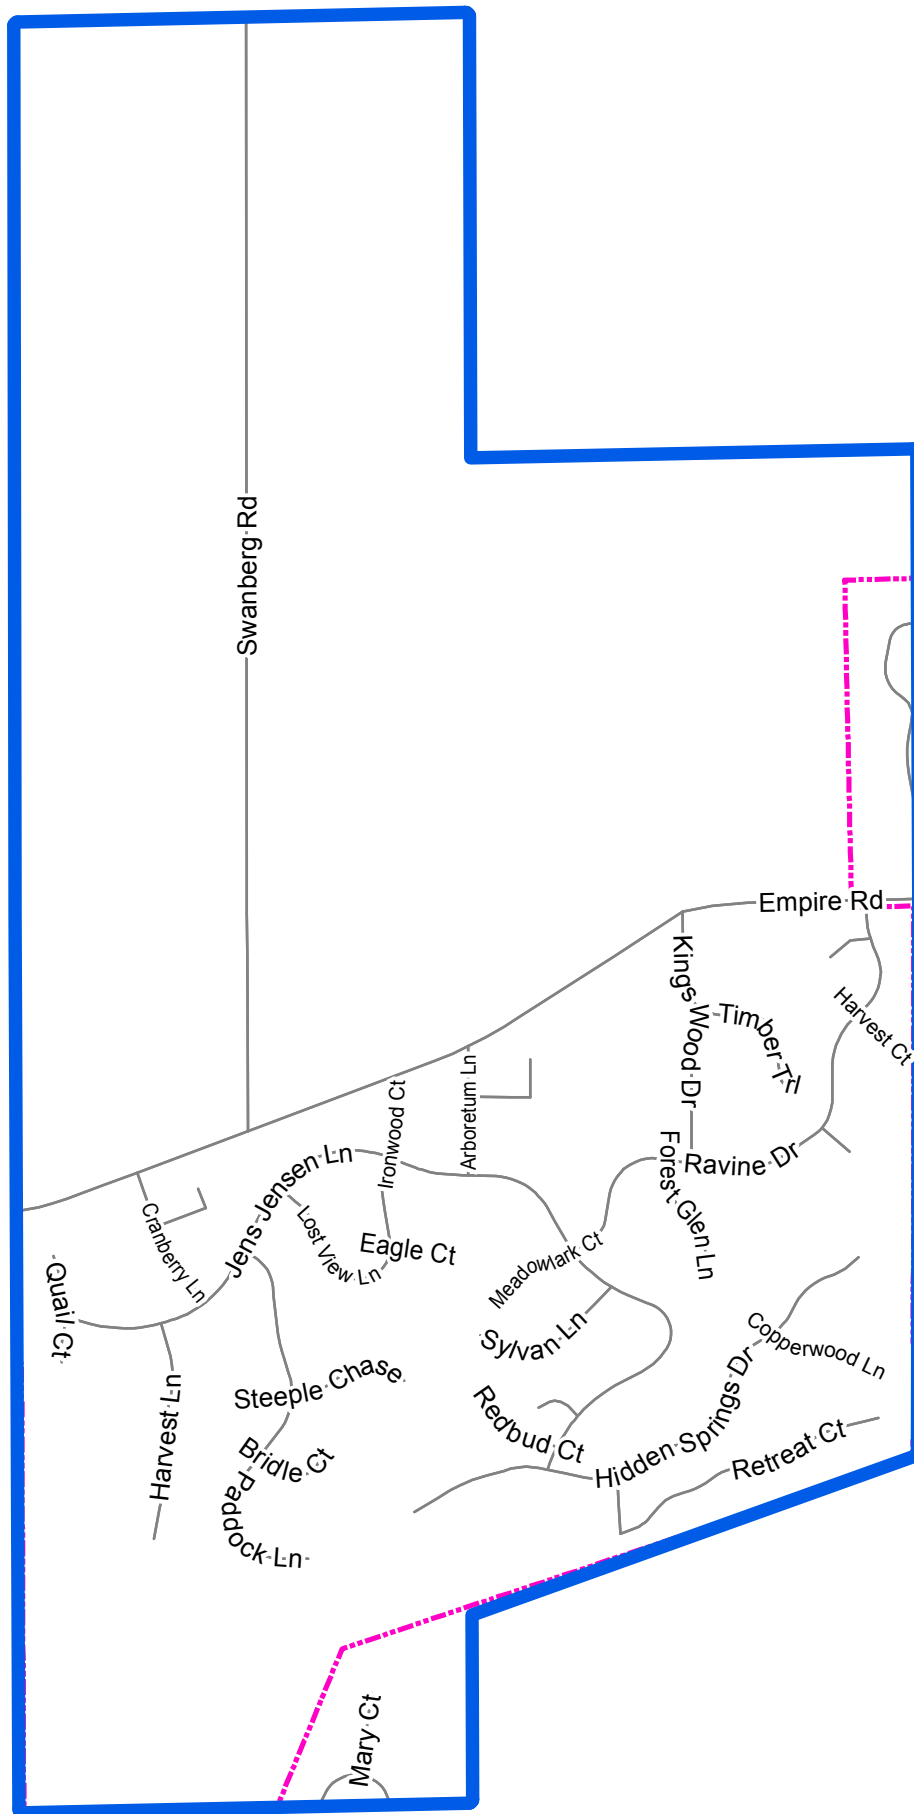 Swanberg Rd
Empire Rd
Kings Wood Dr
Timber Trl
Harvest Ct
Arboretum Ln
Ironwood Ct
Forest Glen Ln
Ravine Dr
Jens Jensen Ln
Cranberry Ln
Lost View Ln
Eagle Ct
Meadowlark Ct
Quail Ct
Sylvan Ln
Copperwood Ln
Steeple Chase
Harvest Ln
Redbud Ct
Hidden Springs Dr
Bridle Ct
Retreat Ct
Paddock Ln
Mary Ct